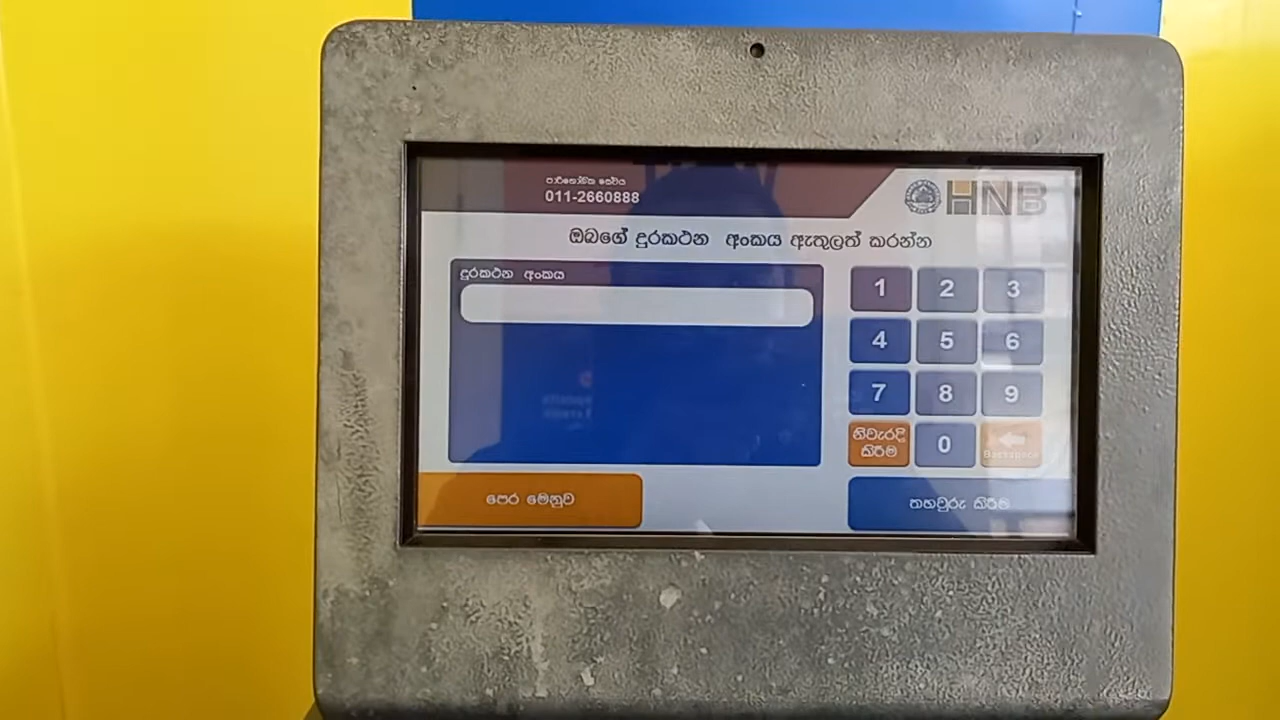 පාරිභෝගික සේවය
011-2660888
HNB
ඔබගේ දුරකථන අංකය ඇතුලත් කරන්න
දුරකථන අංකය
1 2 3
4 5 6
7 8 9
නිවැරදි කිරීම 0 Backspace
පෙර මෙනුව
තහවුරු කිරීම